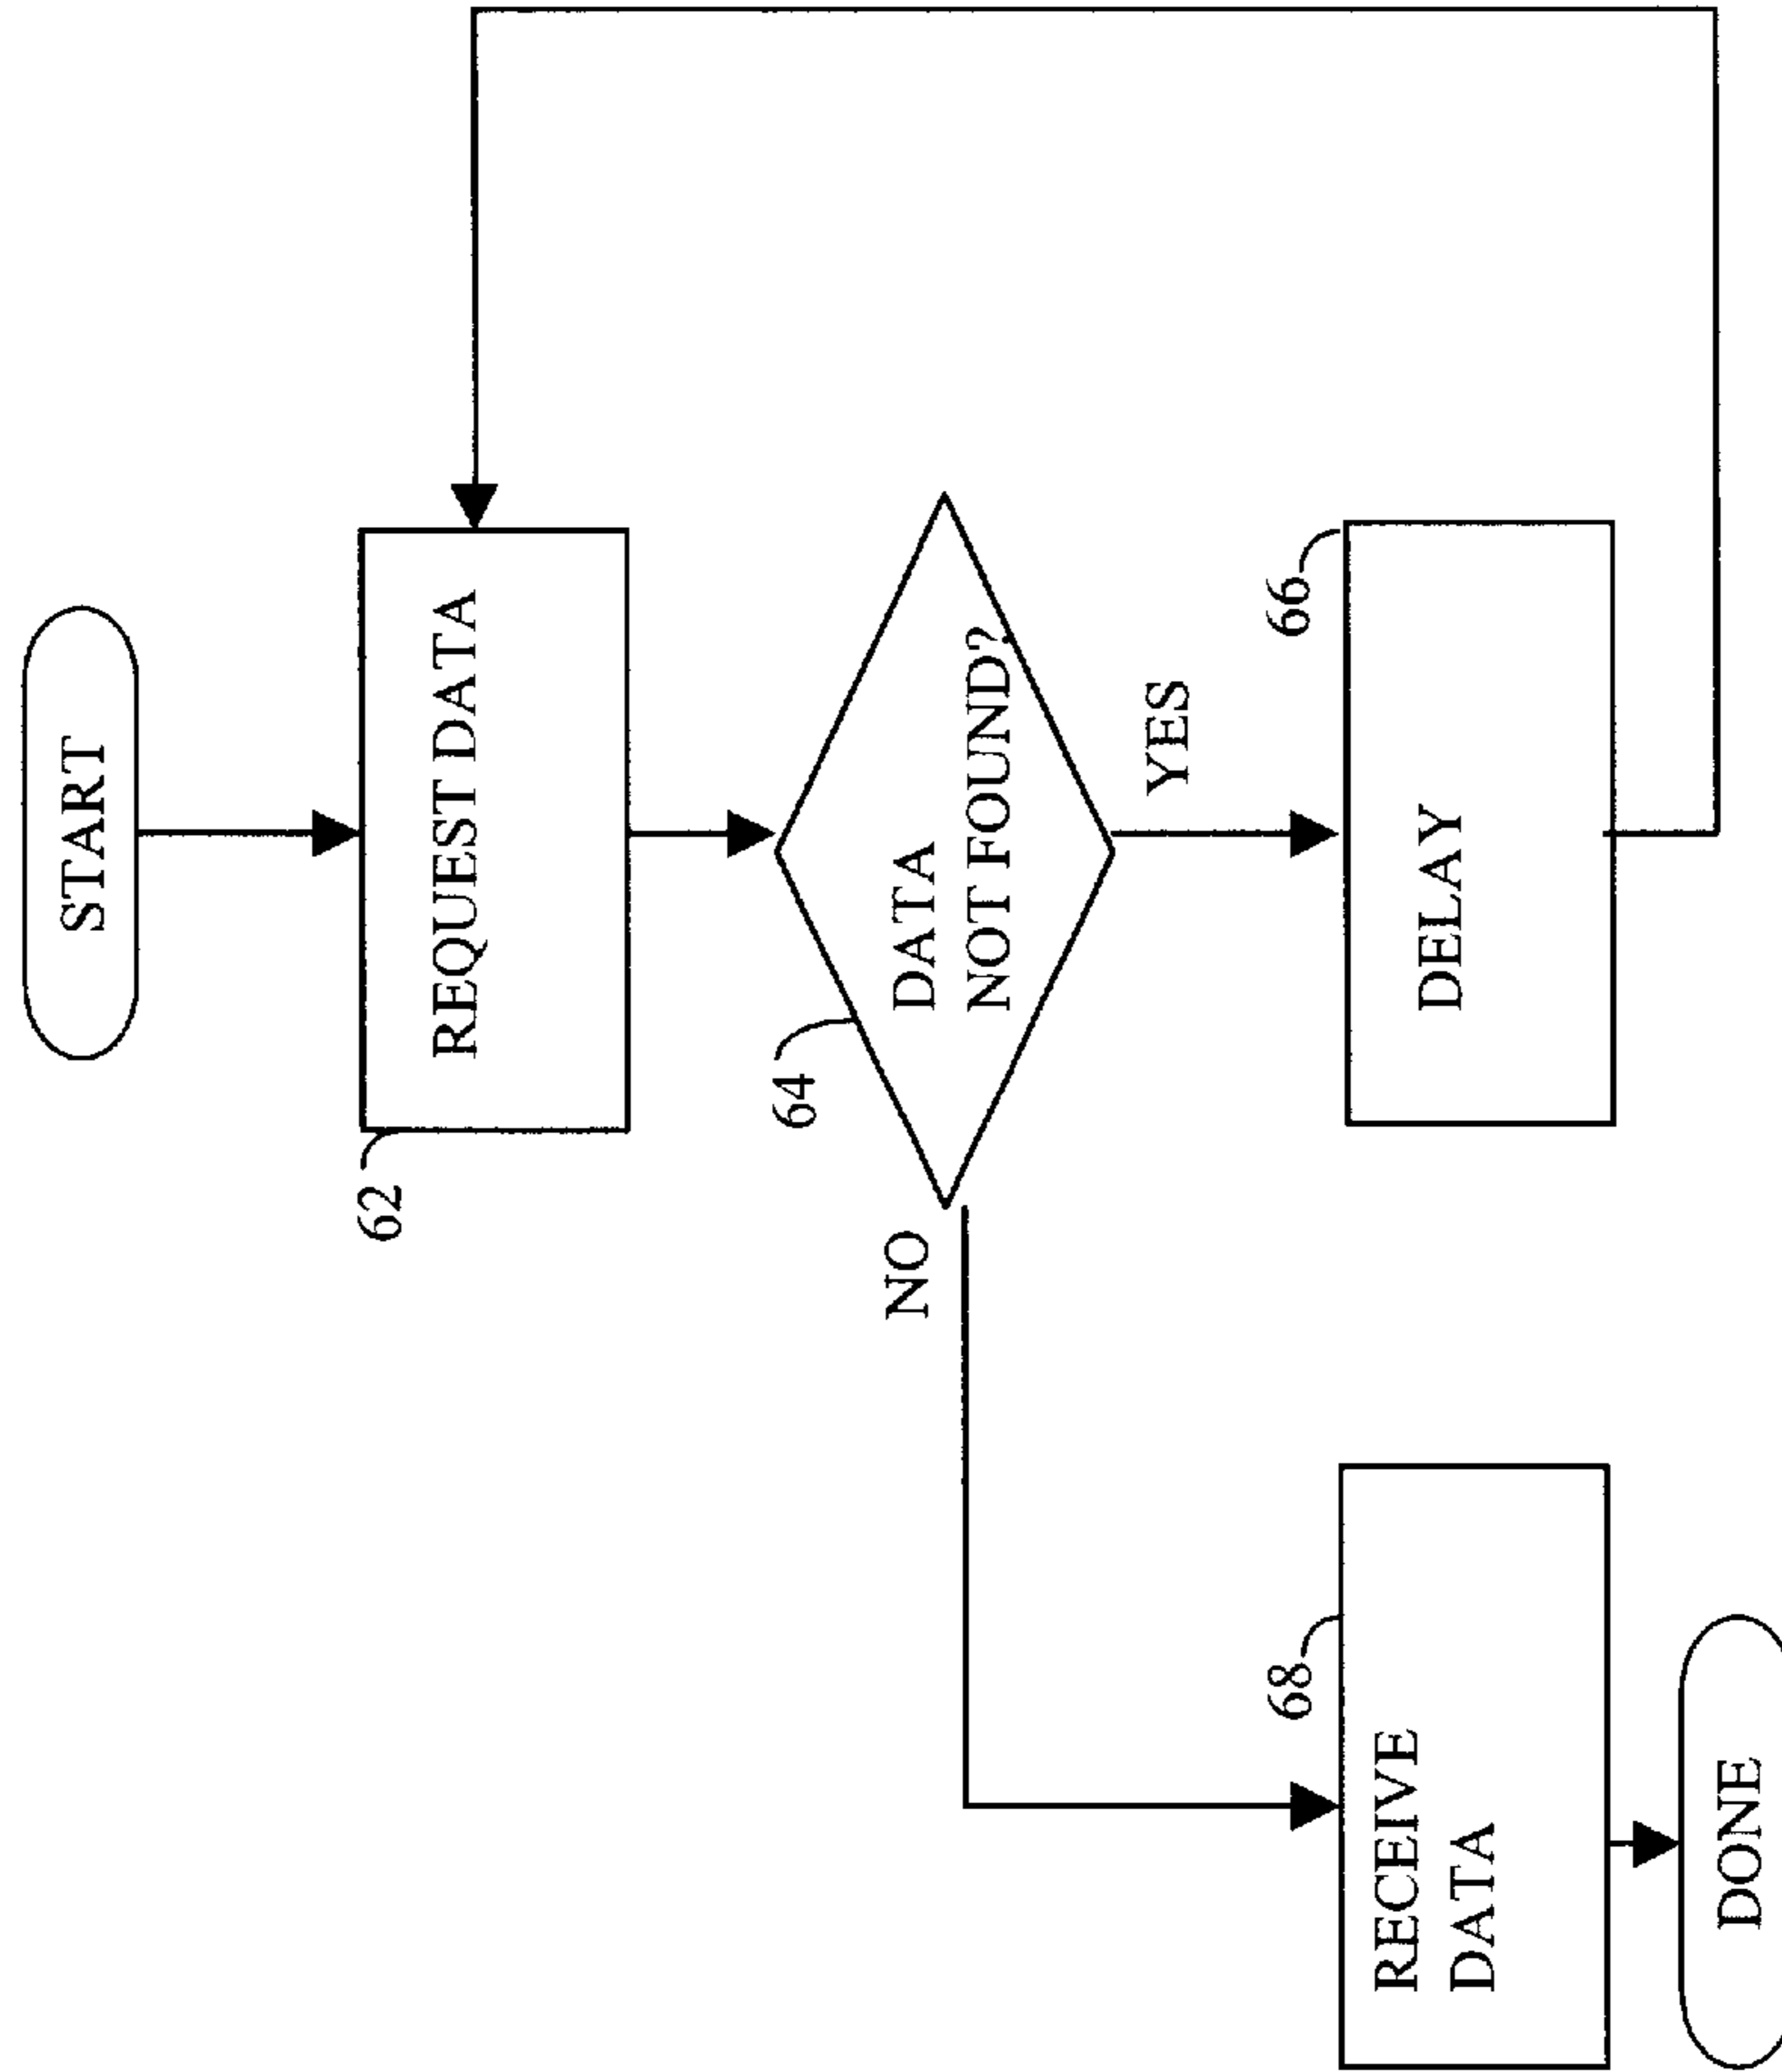 START
62
REQUEST DATA
64
DATA
NOT FOUND?
NO
YES
66
DELAY
68
RECEIVE
DATA
DONE